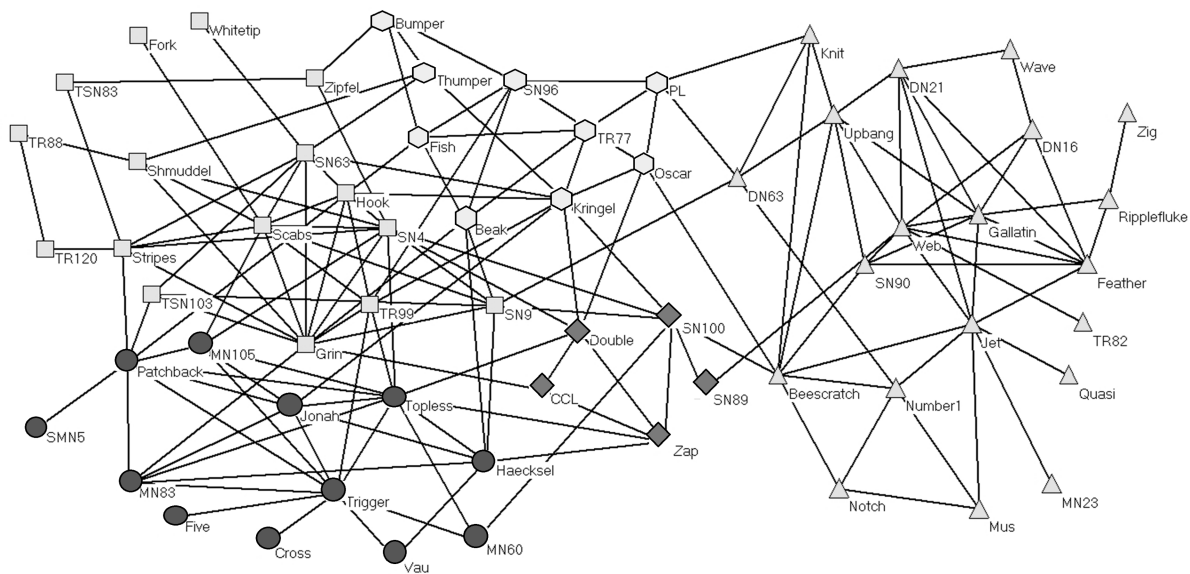 Bumper
Whitetip
Fork
Knit
Wave
Zipfel
Thumper
SN96
PL
DN21
TSN83
Zig
TR88
Fish
TR77
Upbang
DN16
Shmuddel
SN63
Oscar
DN63
Hook
Kringel
Ripplefluke
Beak
Gallatin
Scabs
SN4
Web
TR120
Stripes
SN90
Feather
TSN103
TR99
SN9
SN100
Double
Jet
TR82
MN105
Grin
Patchback
CCL
SN89
Beescratch
Number1
Quasi
Jonah
Topless
SMN5
Zap
Haecksel
MN83
Trigger
Notch
MN23
Mus
Five
Cross
Vau
MN60